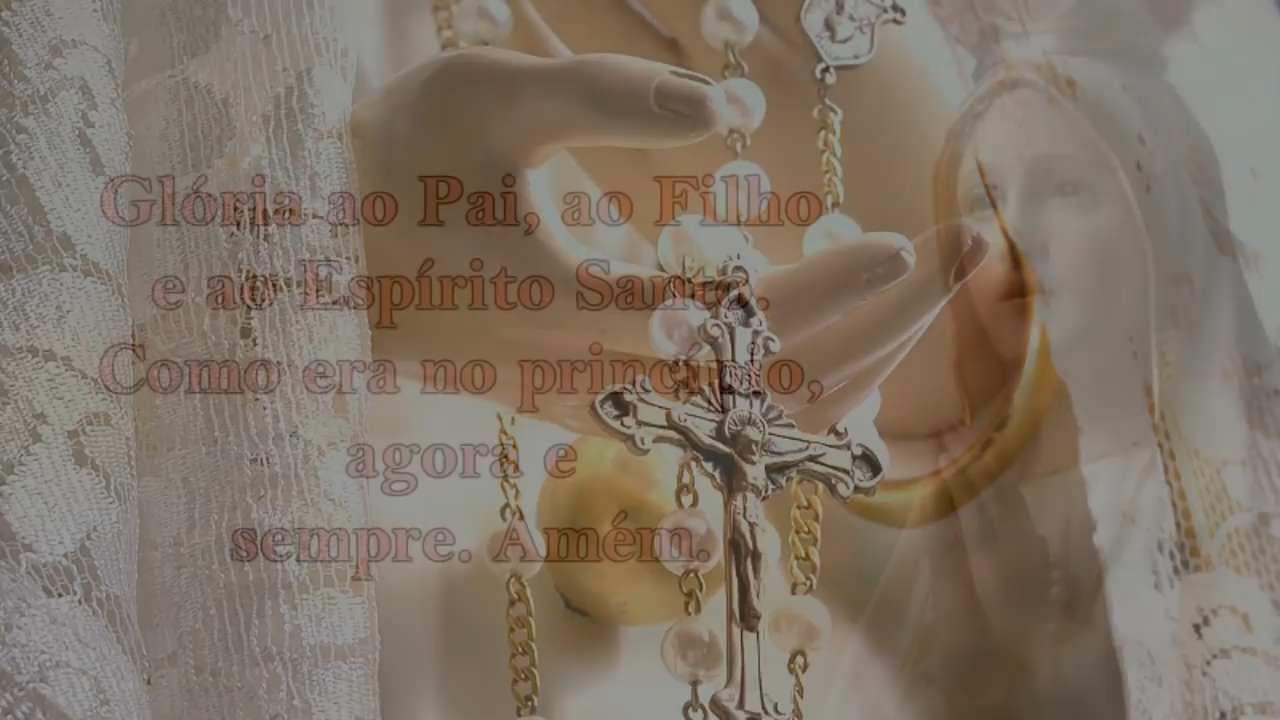 Glória ao Pai, ao Filho
e ao Espírito Santo.
Como era no princípio,
agora e
sempre. Amém.